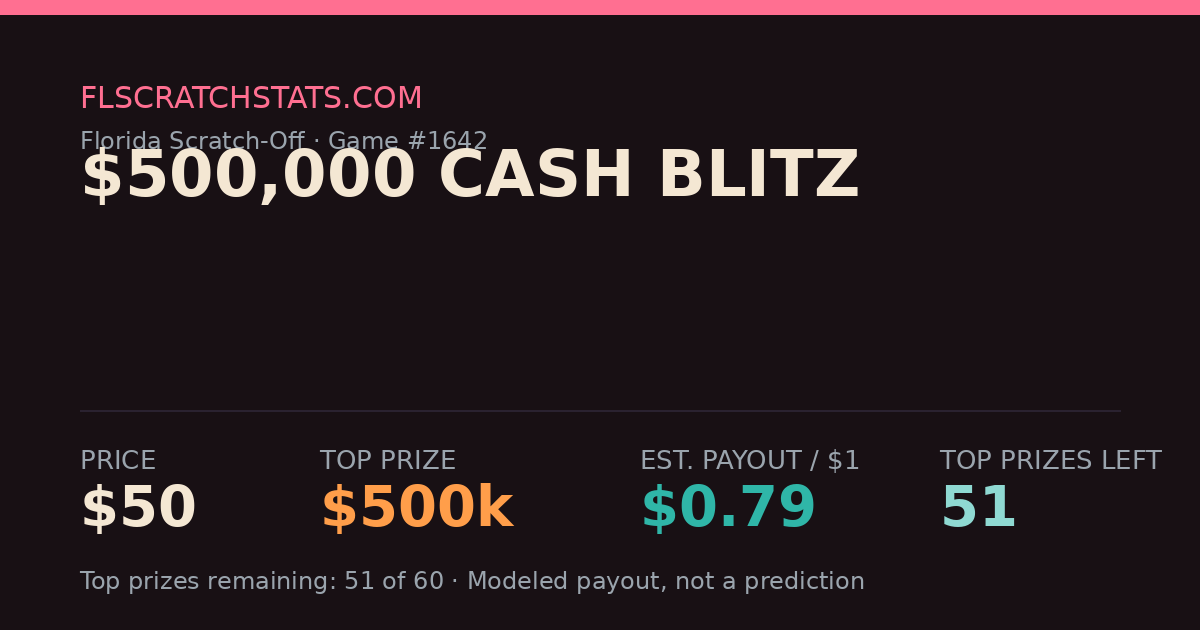 FLSCRATCHSTATS.COM
Florida Scratch-Off · Game #1642
$500,000 CASH BLITZ
PRICE
$50
TOP PRIZE
$500k
EST. PAYOUT / $1
$0.79
TOP PRIZES LEFT
51
Top prizes remaining: 51 of 60 · Modeled payout, not a prediction